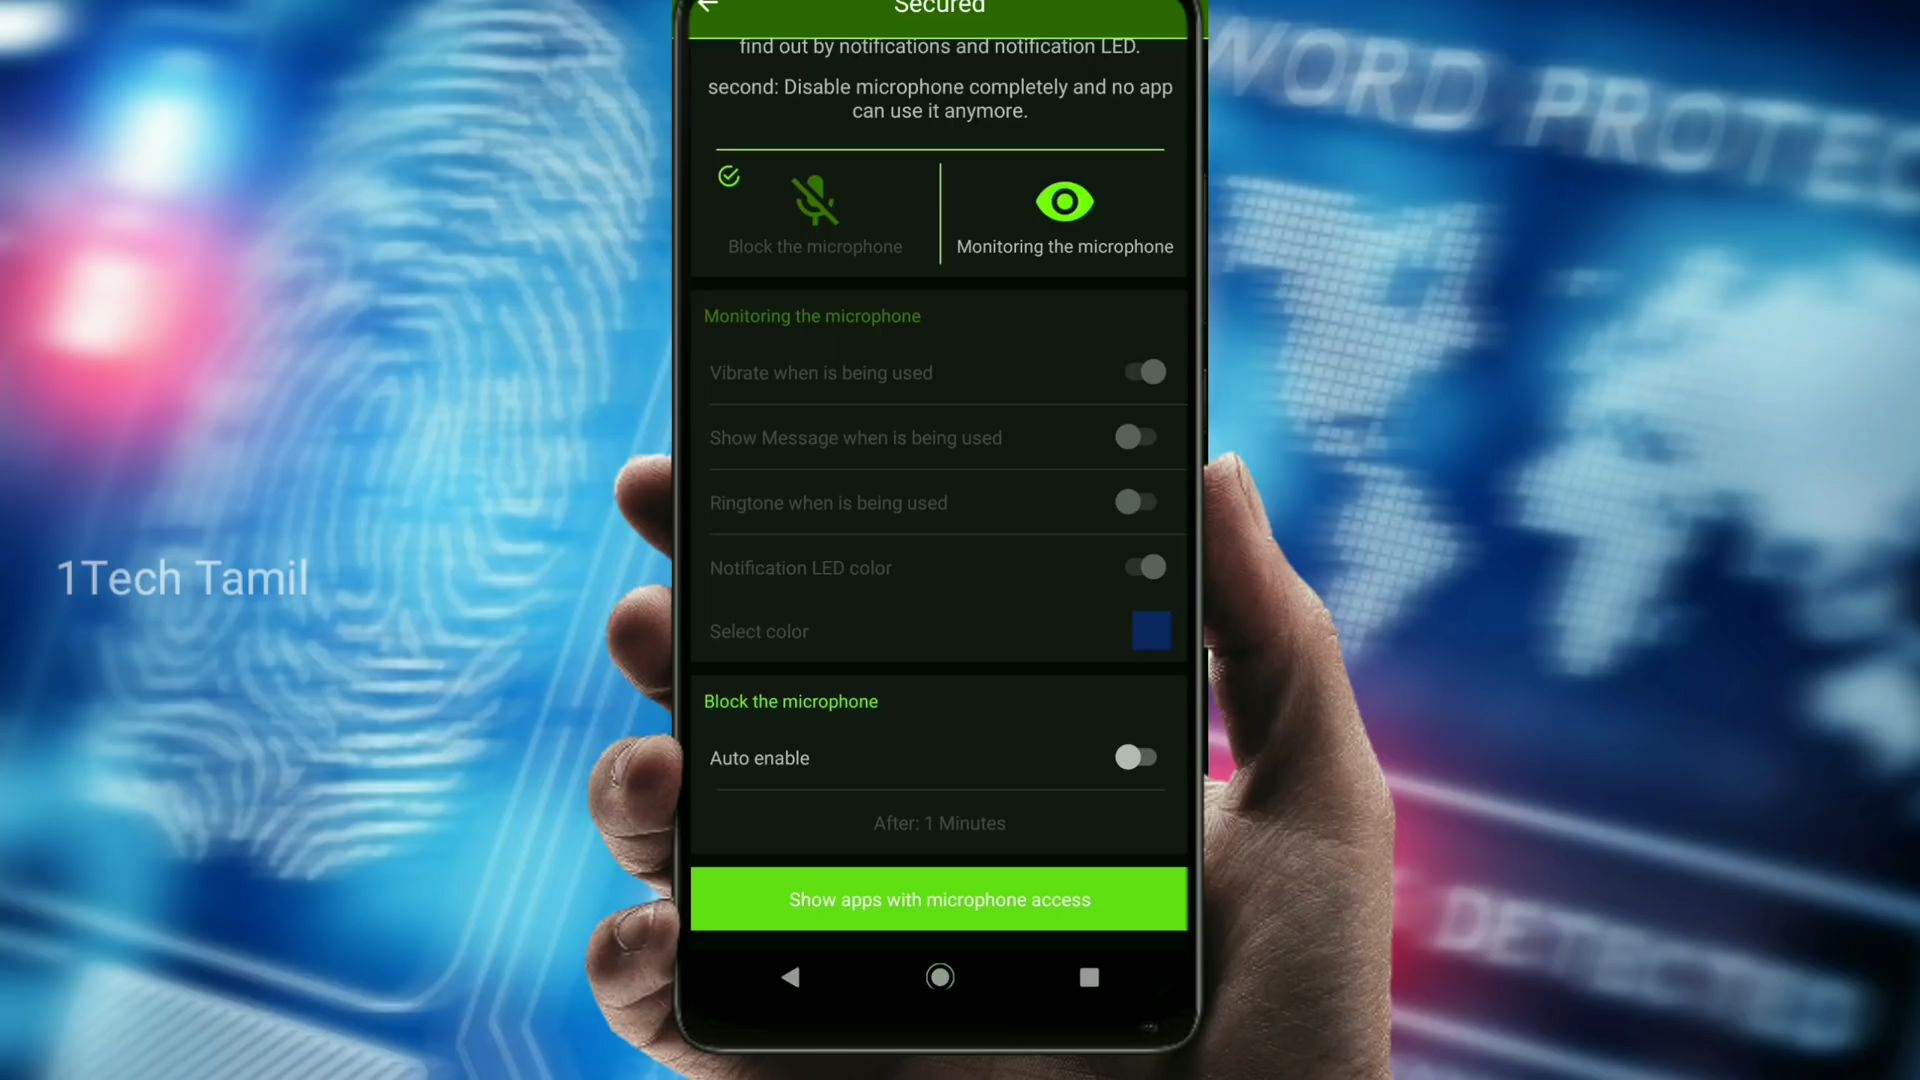 Secured
find out by notifications and notification LED.
second: Disable microphone completely and no app
can use it anymore.
Block the microphone
Monitoring the microphone
Monitoring the microphone
Vibrate when is being used
Show Message when is being used
Ringtone when is being used
Notification LED color
Select color
Block the microphone
Auto enable
After: 1 Minutes
Show apps with microphone access
1Tech Tamil
WORD PROTEC
DETECTED